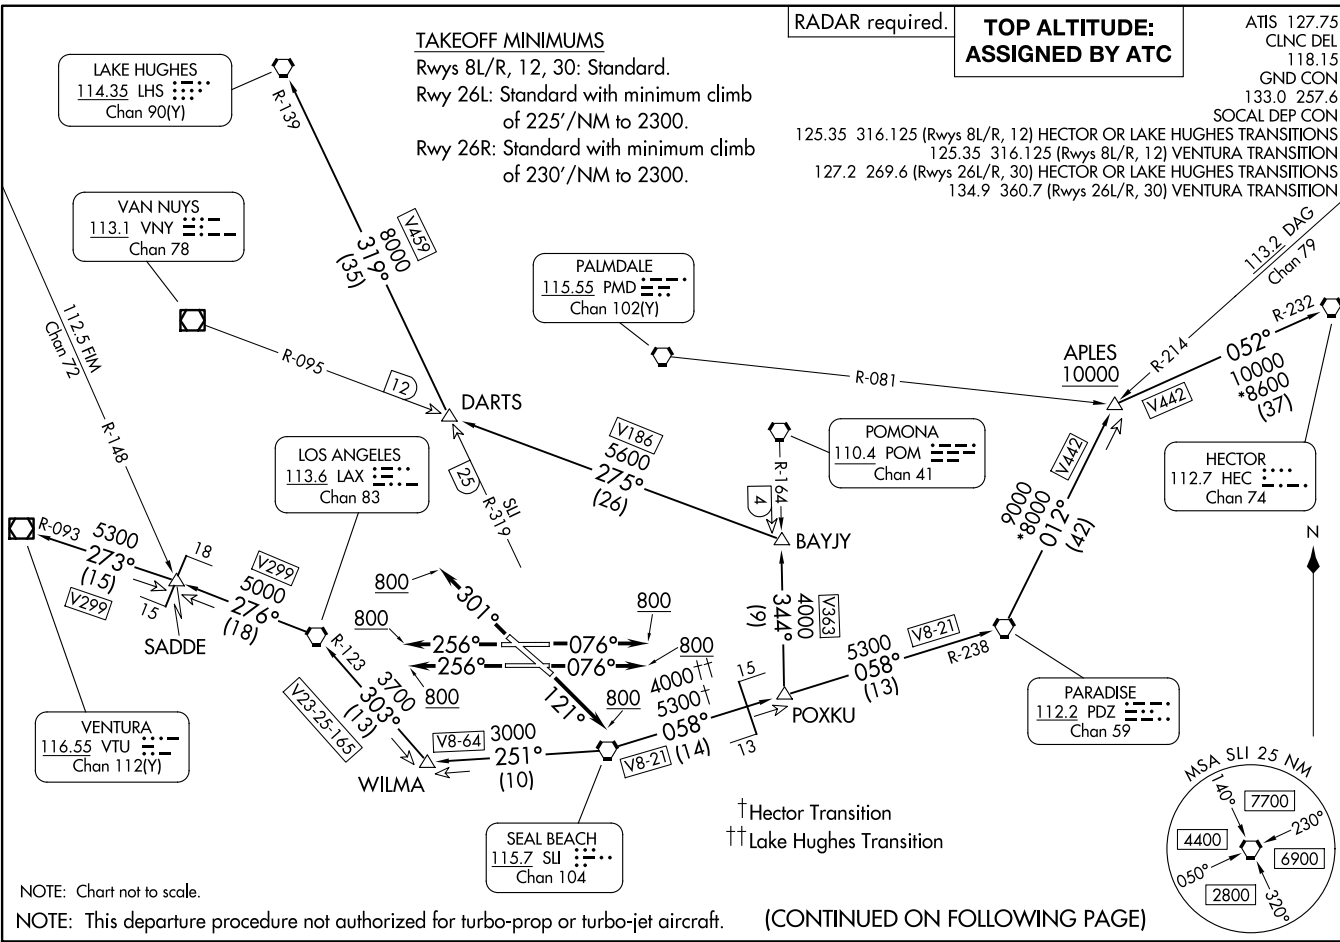 RADAR required.
TOP ALTITUDE:
ASSIGNED BY ATC
ATIS 127.75
CLNC DEL
118.15
GND CON
133.0 257.6
SOCAL DEP CON
125.35 316.125 (Rwys 8L/R, 12) HECTOR OR LAKE HUGHES TRANSITIONS
125.35 316.125 (Rwys 8L/R, 12) VENTURA TRANSITION
127.2 269.6 (Rwys 26L/R, 30) HECTOR OR LAKE HUGHES TRANSITIONS
134.9 360.7 (Rwys 26L/R, 30) VENTURA TRANSITION
TAKEOFF MINIMUMS
Rwys 8L/R, 12, 30: Standard.
Rwy 26L: Standard with minimum climb
of 225'/NM to 2300.
Rwy 26R: Standard with minimum climb
of 230'/NM to 2300.
LAKE HUGHES
114.35 LHS
Chan 90(Y)
R-139
VAN NUYS
113.1 VNY
Chan 78
V459
8000
319°
(35)
PALMDALE
115.55 PMD
Chan 102(Y)
113.2 DAG
Chan 79
R-232
052°
10000
*8600
(37)
R-214
APLES
10000
V442
R-081
112.5 FIM
Chan 72
R-148
R-095
12
DARTS
25
SLI
R-319
V186
5600
275°
(26)
POMONA
110.4 POM
Chan 41
R-164
4
BAYJY
V442
9000
*8000
012°
(42)
HECTOR
112.7 HEC
Chan 74
N
LOS ANGELES
113.6 LAX
Chan 83
R-093
5300
273°
(15)
V299
18
15
SADDE
V299
5000
276°
(18)
R-123
3700
303°
(13)
V23-25-165
800
301°
800
256°
076°
800
256°
076°
800
800
121°
800
V363
4000
344°
(9)
4000††
5300†
058°
V8-21
(14)
15
13
POXKU
5300
V8-21
058°
(13)
R-238
PARADISE
112.2 PDZ
Chan 59
VENTURA
116.55 VTU
Chan 112(Y)
WILMA
V8-64
3000
251°
(10)
SEAL BEACH
115.7 SLI
Chan 104
†Hector Transition
††Lake Hughes Transition
MSA SLI 25 NM
140°
7700
230°
4400
6900
050°
2800
320°
NOTE: Chart not to scale.
NOTE: This departure procedure not authorized for turbo-prop or turbo-jet aircraft.
(CONTINUED ON FOLLOWING PAGE)